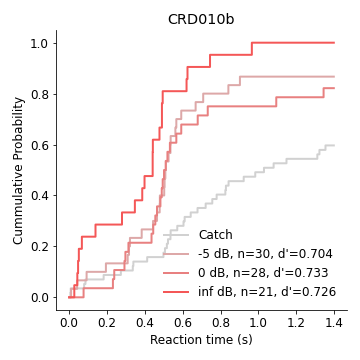 CRD010b
1.0
0.8
0.6
0.4
0.2
0.0
Cummulative Probability
Catch
-5 dB, n=30, d'=0.704
0 dB, n=28, d'=0.733
inf dB, n=21, d'=0.726
0.0 0.2 0.4 0.6 0.8 1.0 1.2 1.4
Reaction time (s)